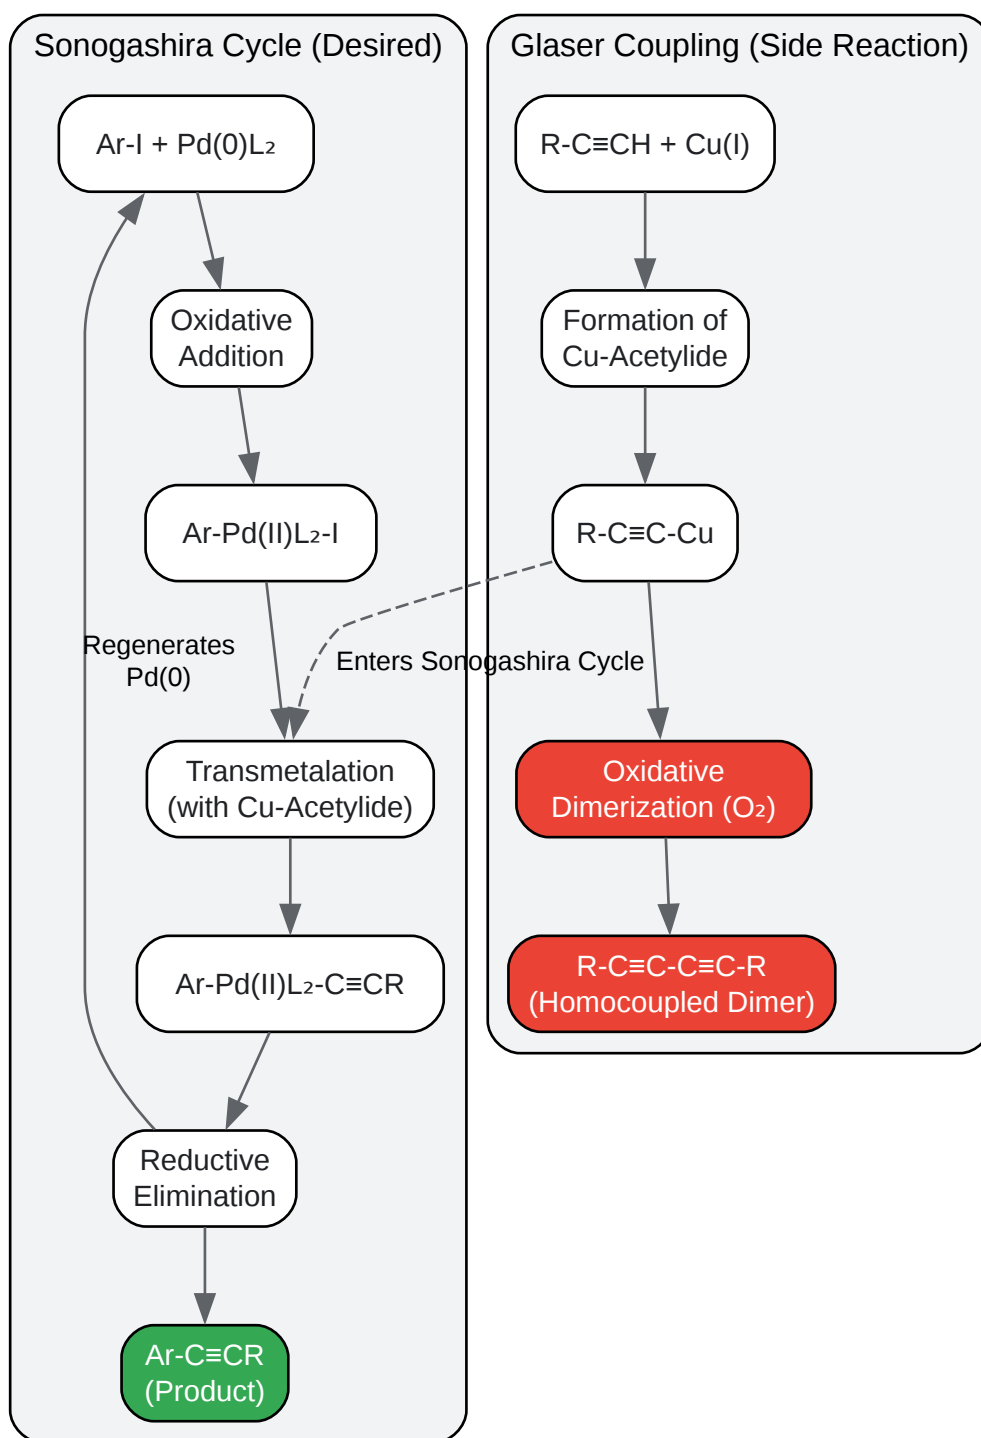 Sonogashira Cycle (Desired)
Ar-I + Pd(0)L₂
Oxidative
Addition
Ar-Pd(II)L₂-I
Regenerates
Pd(0)
Transmetalation
(with Cu-Acetylide)
Ar-Pd(II)L₂-C≡CR
Reductive
Elimination
Ar-C≡CR
(Product)
Glaser Coupling (Side Reaction)
R-C≡CH + Cu(I)
Formation of
Cu-Acetylide
R-C≡C-Cu
Enters Sonogashira Cycle
Oxidative
Dimerization (O₂)
R-C≡C-C≡C-R
(Homocoupled Dimer)